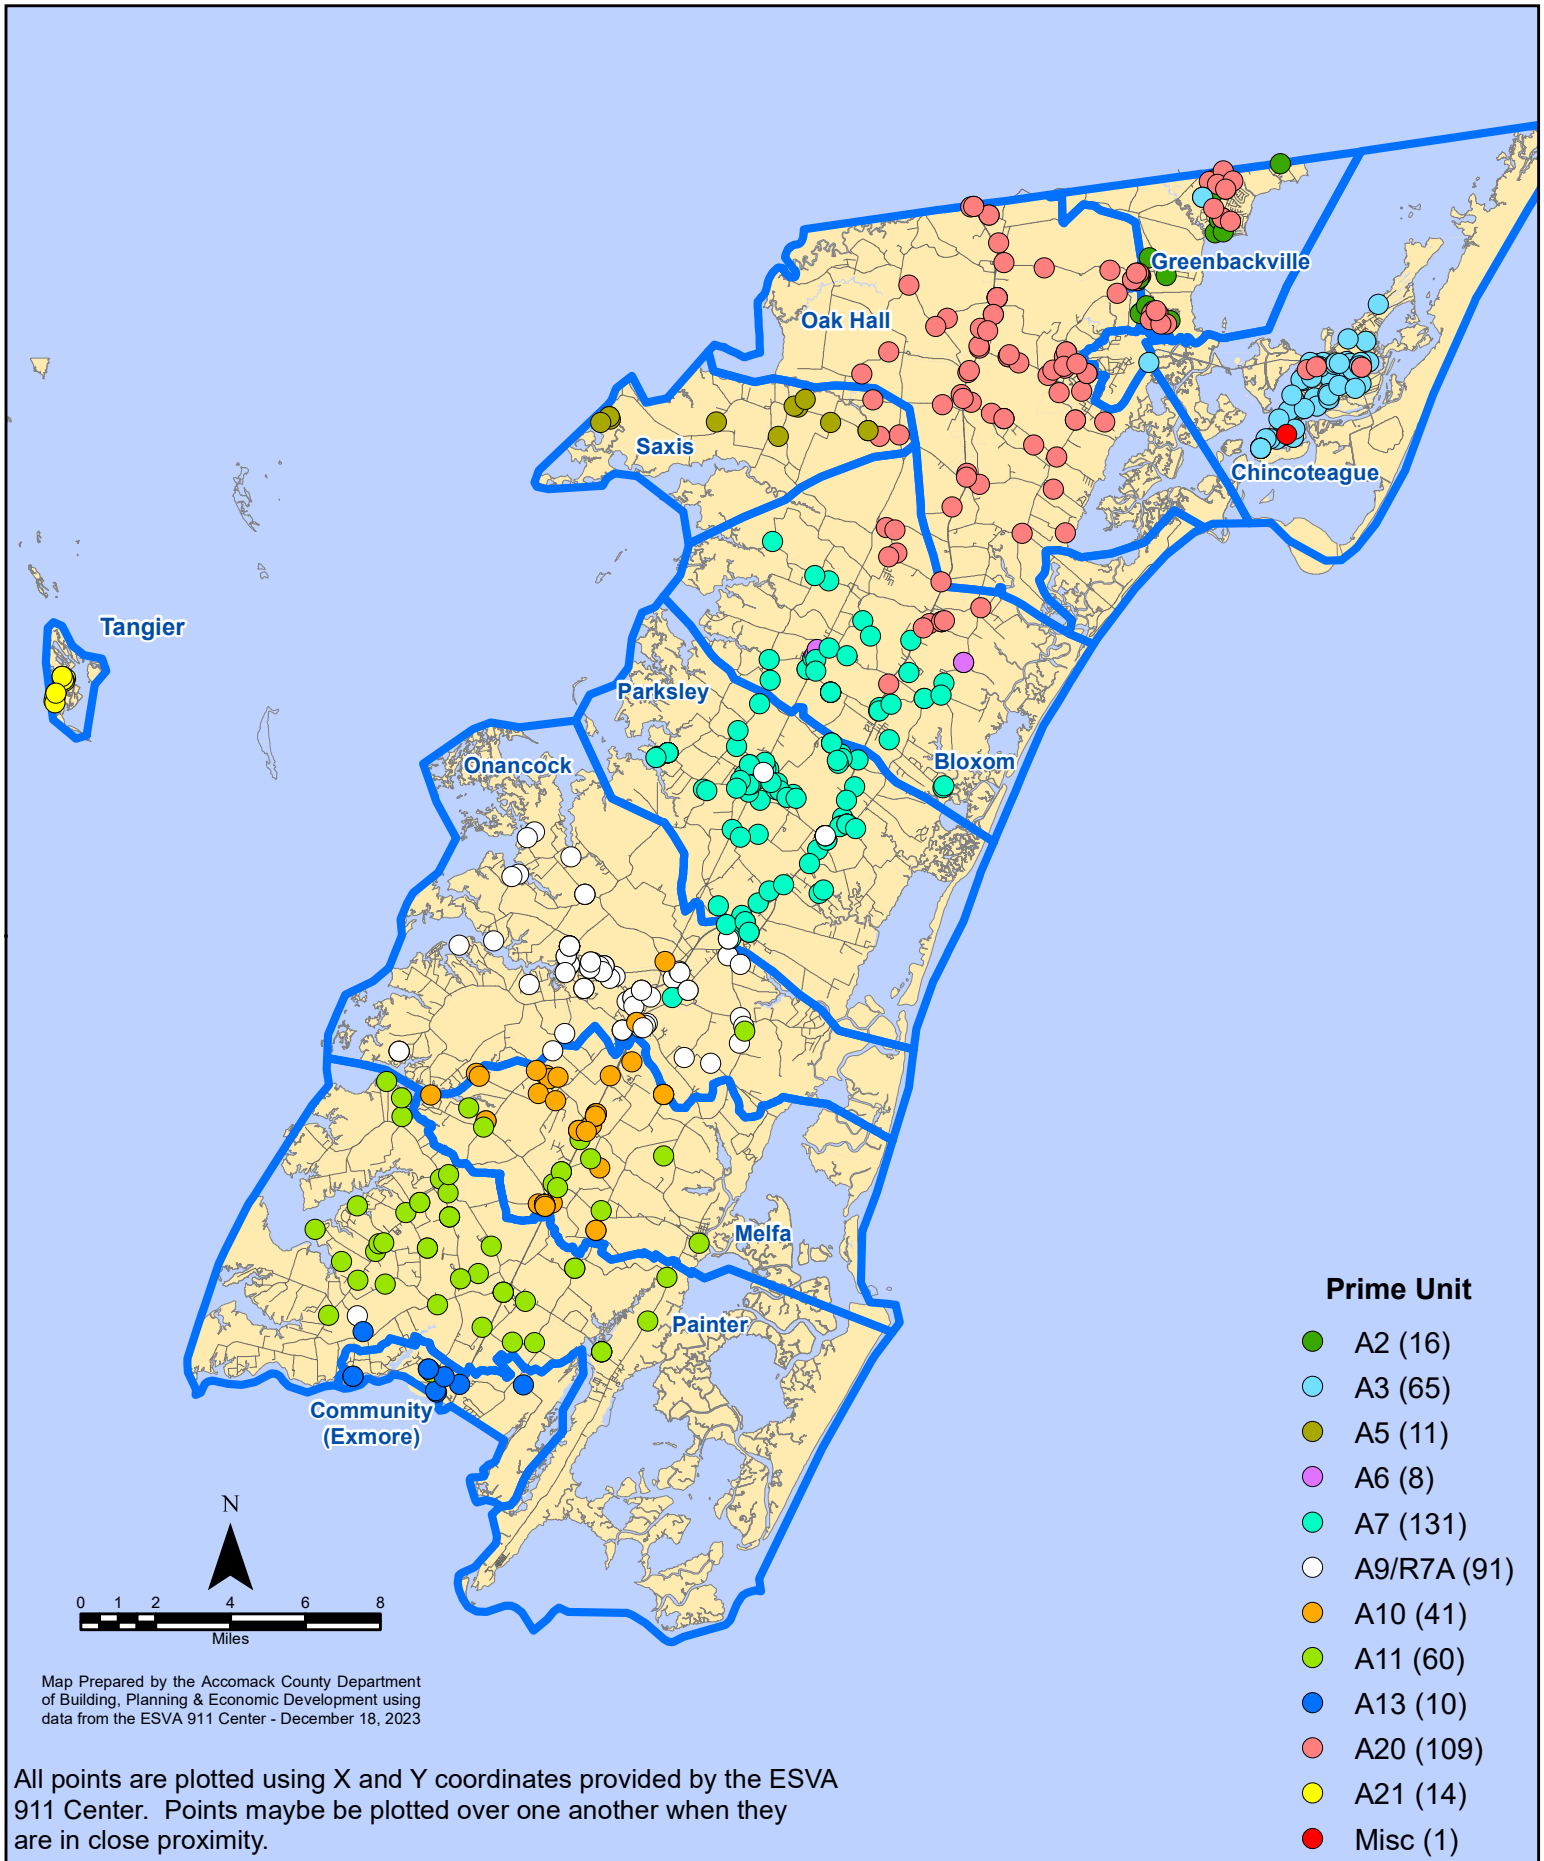 Greenbackville
Oak Hall
Saxis
Chincoteague
Tangier
Parksley
Onancock
Bloxom
Melfa
Painter
Community
(Exmore)
Prime Unit
A2 (16)
A3 (65)
A5 (11)
A6 (8)
A7 (131)
A9/R7A (91)
A10 (41)
A11 (60)
A13 (10)
A20 (109)
A21 (14)
Misc (1)
N
0 1 2 4 6 8
Miles
Map Prepared by the Accomack County Department
of Building, Planning & Economic Development using
data from the ESVA 911 Center - December 18, 2023
All points are plotted using X and Y coordinates provided by the ESVA
911 Center. Points maybe be plotted over one another when they
are in close proximity.